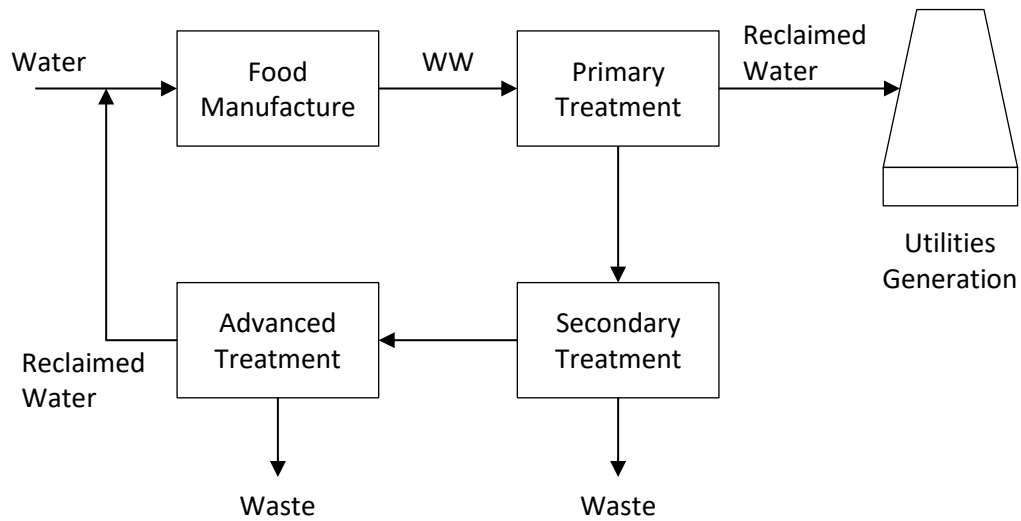 Water
Food
Manufacture
WW
Primary
Treatment
Reclaimed
Water
Utilities
Generation
Advanced
Treatment
Secondary
Treatment
Reclaimed
Water
Waste
Waste